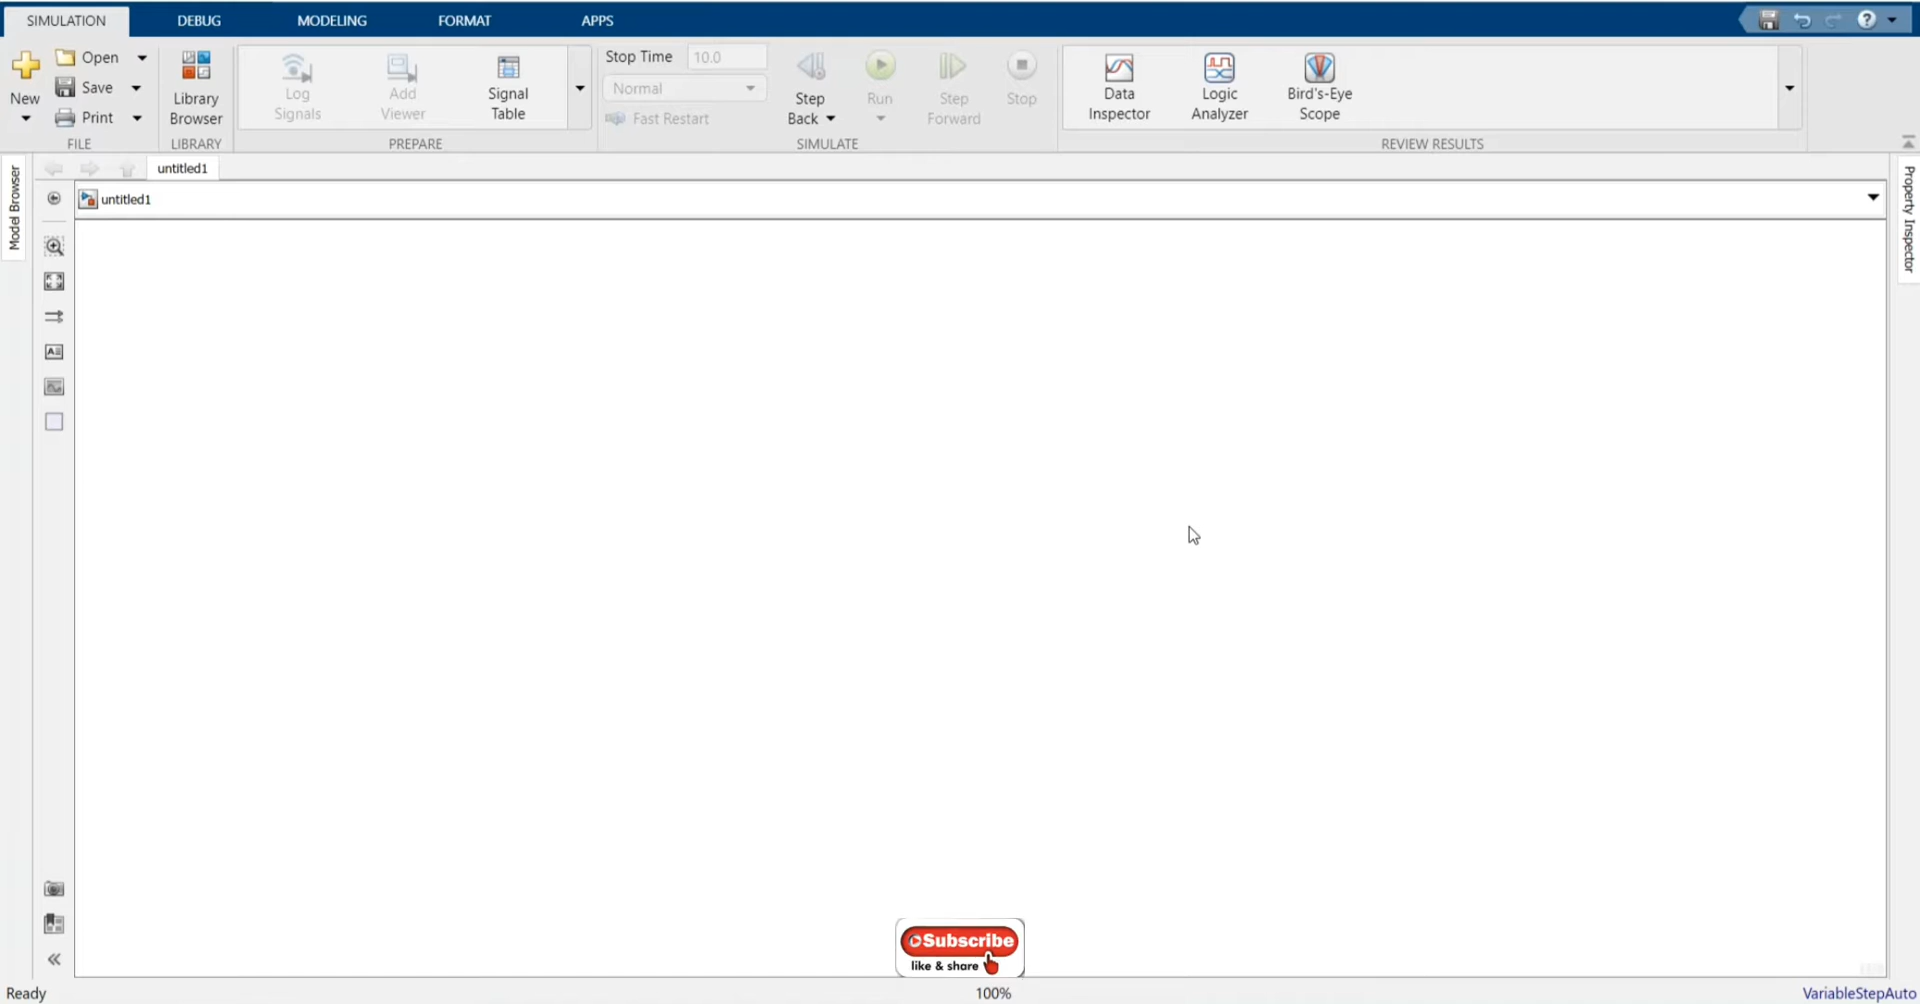 SIMULATION DEBUG MODELING FORMAT APPS
New
Open
Save
Print
FILE
Library
Browser
LIBRARY
Log
Signals
Add
Viewer
Signal
Table
PREPARE
Stop Time 10.0
Normal
Fast Restart
Step
Back
Run
Step
Forward
Stop
SIMULATE
Data
Inspector
Logic
Analyzer
Bird's-Eye
Scope
REVIEW RESULTS
Model Browser
untitled1
untitled1
Property Inspector
Subscribe
like & share
Ready 100% VariableStepAuto